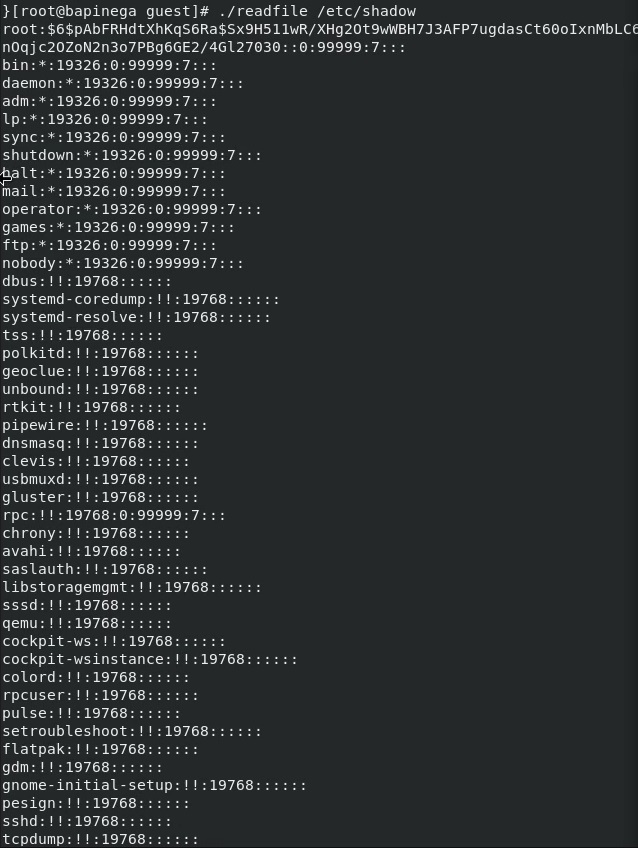 }[root@bapinega guest]# ./readfile /etc/shadow
root:$6$pAbFRHdtXhKqS6Ra$Sx9H511wR/XHg2Ot9wWBH7J3AFP7ugdasCt60oIxnMbLC6
nOqjc2OZoN2n3o7PBg6GE2/4Gl27030::0:99999:7:::
bin:*:19326:0:99999:7:::
daemon:*:19326:0:99999:7:::
adm:*:19326:0:99999:7:::
lp:*:19326:0:99999:7:::
sync:*:19326:0:99999:7:::
shutdown:*:19326:0:99999:7:::
halt:*:19326:0:99999:7:::
mail:*:19326:0:99999:7:::
operator:*:19326:0:99999:7:::
games:*:19326:0:99999:7:::
ftp:*:19326:0:99999:7:::
nobody:*:19326:0:99999:7:::
dbus:!!:19768::::::
systemd-coredump:!!:19768::::::
systemd-resolve:!!:19768::::::
tss:!!:19768::::::
polkitd:!!:19768::::::
geoclue:!!:19768::::::
unbound:!!:19768::::::
rtkit:!!:19768::::::
pipewire:!!:19768::::::
dnsmasq:!!:19768::::::
clevis:!!:19768::::::
usbmuxd:!!:19768::::::
gluster:!!:19768::::::
rpc:!!:19768:0:99999:7:::
chrony:!!:19768::::::
avahi:!!:19768::::::
saslauth:!!:19768::::::
libstoragemgmt:!!:19768::::::
sssd:!!:19768::::::
qemu:!!:19768::::::
cockpit-ws:!!:19768::::::
cockpit-wsinstance:!!:19768::::::
colord:!!:19768::::::
rpcuser:!!:19768::::::
pulse:!!:19768::::::
setroubleshoot:!!:19768::::::
flatpak:!!:19768::::::
gdm:!!:19768::::::
gnome-initial-setup:!!:19768::::::
pesign:!!:19768::::::
sshd:!!:19768::::::
tcpdump:!!:19768::::::